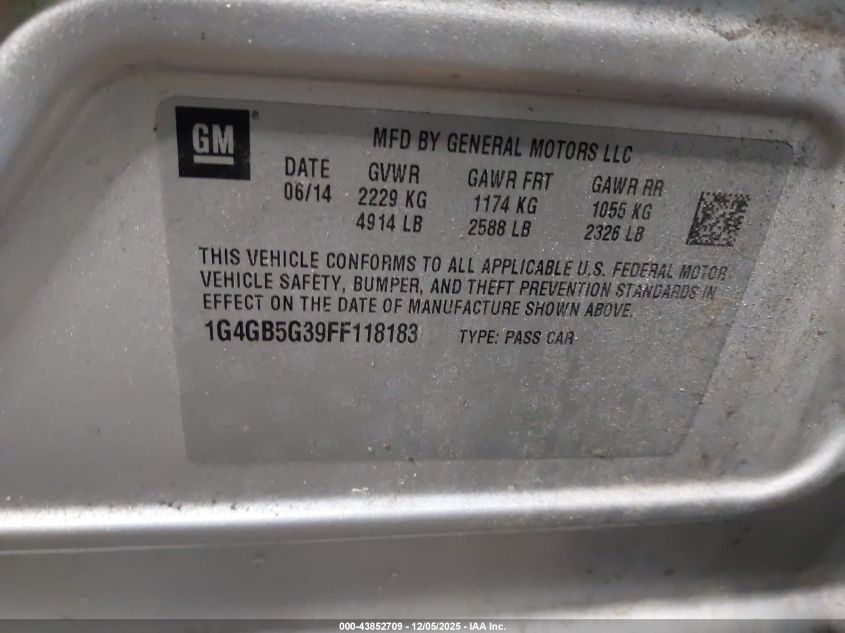 GM®
MFD BY GENERAL MOTORS LLC
DATE GVWR GAWR FRT GAWR RR
06/14 2229 KG 1174 KG 1055 KG
4914 LB 2588 LB 2326 LB
THIS VEHICLE CONFORMS TO ALL APPLICABLE U.S. FEDERAL MOTOR
VEHICLE SAFETY, BUMPER, AND THEFT PREVENTION STANDARDS IN
EFFECT ON THE DATE OF MANUFACTURE SHOWN ABOVE.
1G4GB5G39FF118183 TYPE: PASS CAR
000-43852709 - 12/05/2025 - IAA Inc.